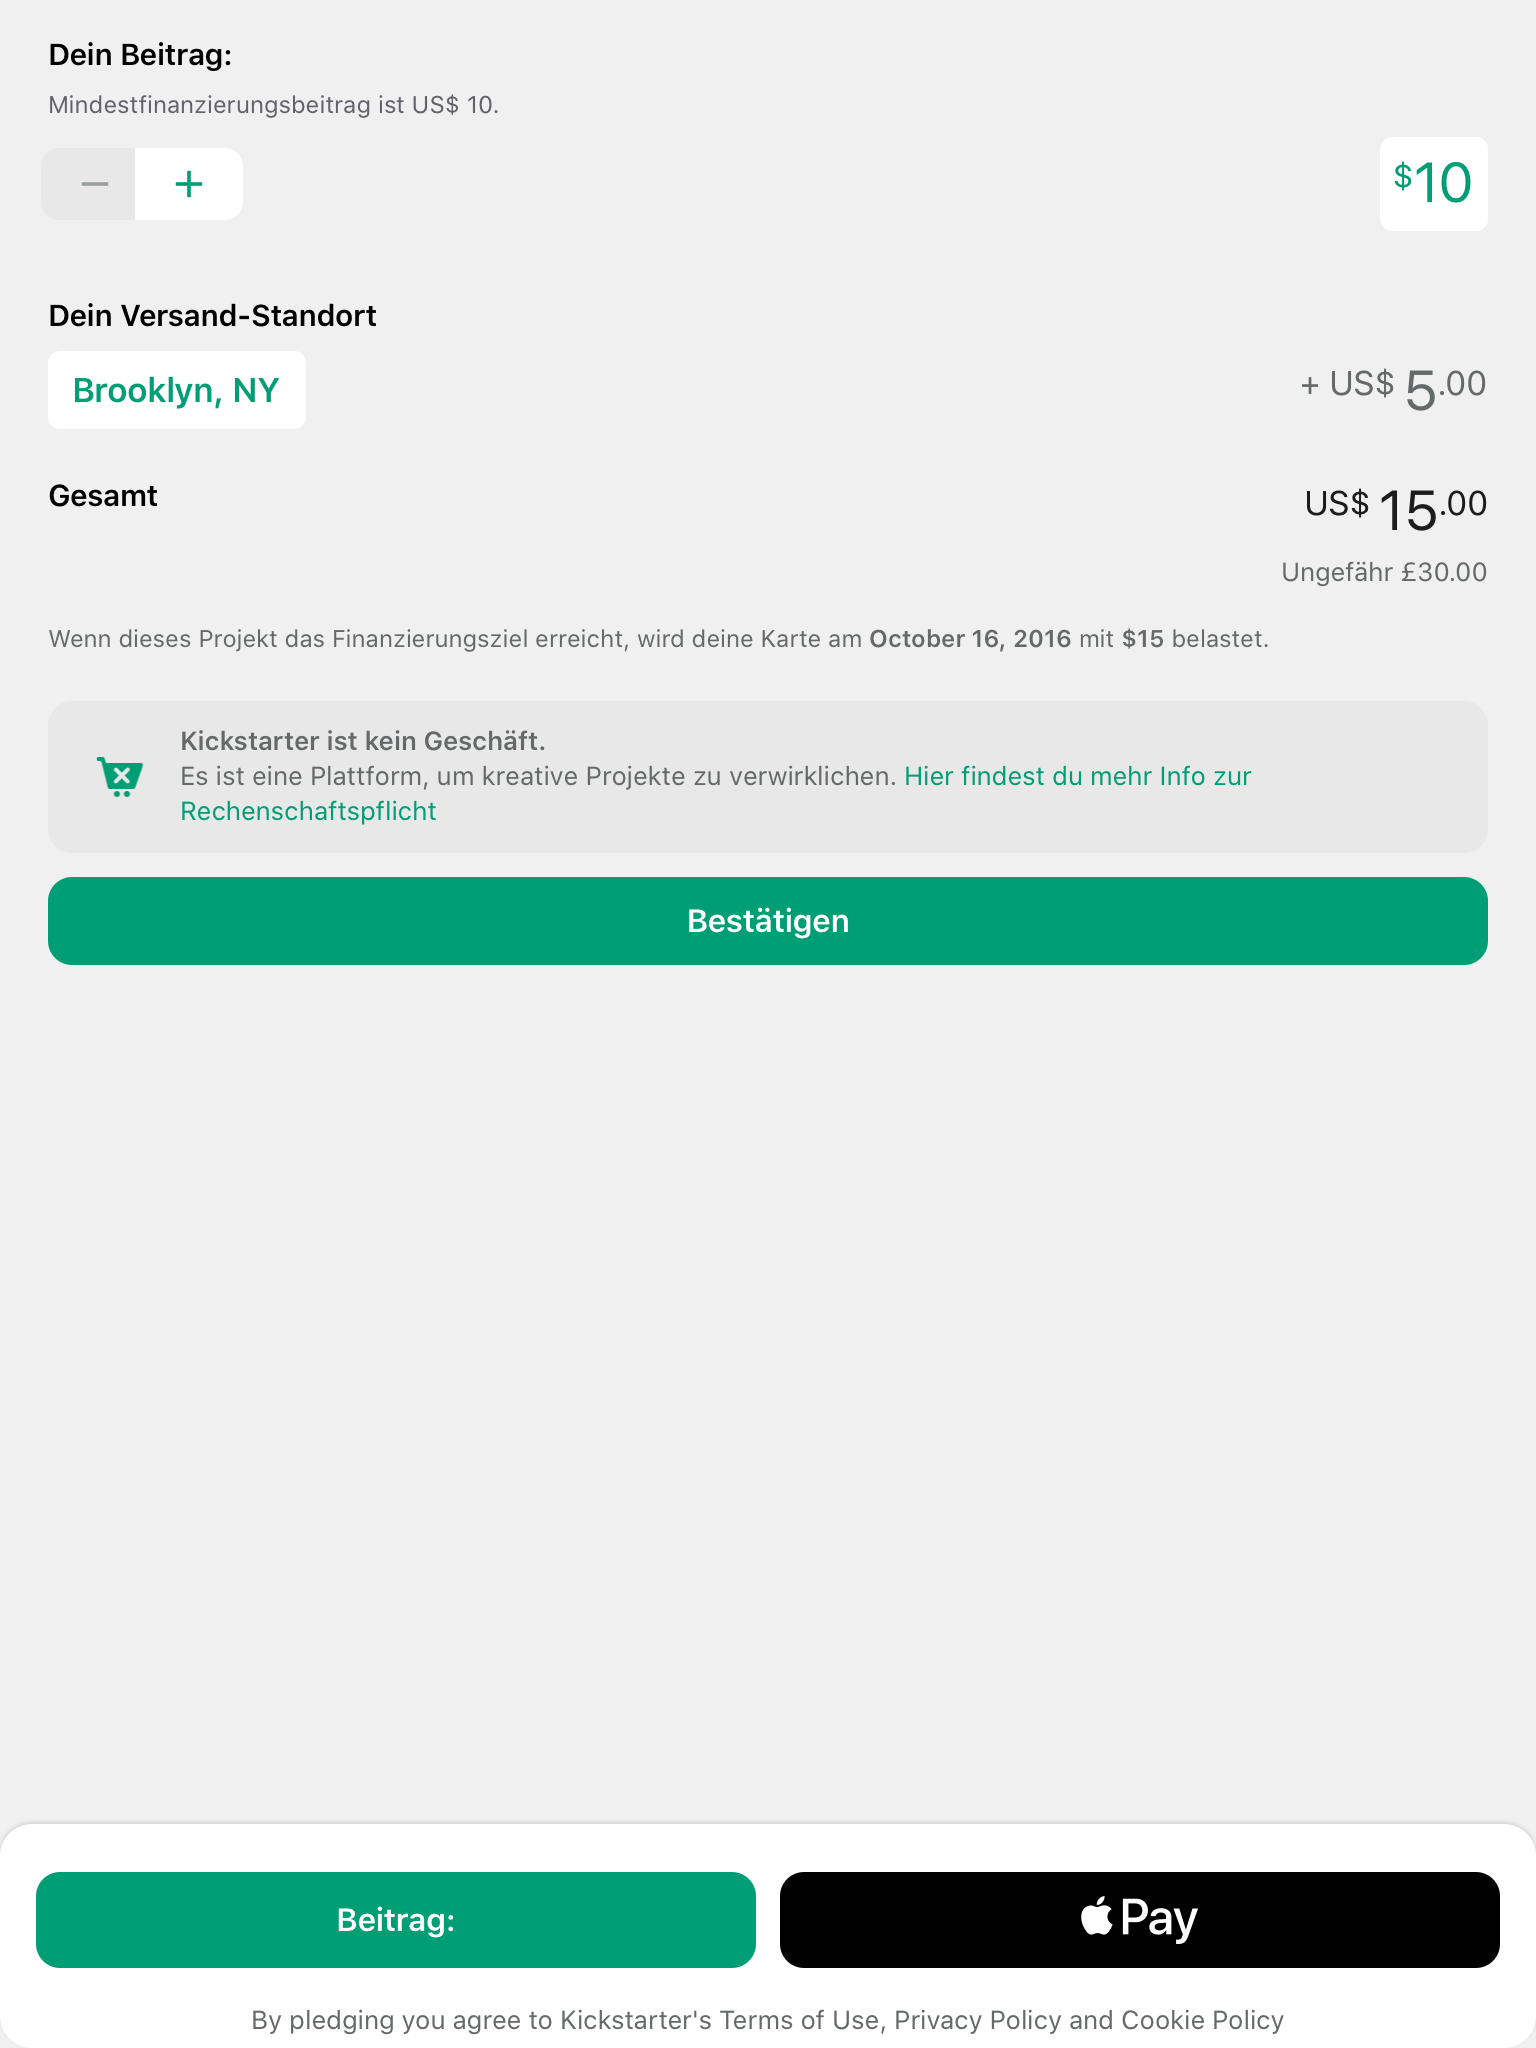 Dein Beitrag:
Mindestfinanzierungsbeitrag ist US$ 10.
− +
$10
Dein Versand-Standort
Brooklyn, NY
+ US$ 5.00
Gesamt
US$ 15.00
Ungefähr £30.00
Wenn dieses Projekt das Finanzierungsziel erreicht, wird deine Karte am October 16, 2016 mit $15 belastet.
Kickstarter ist kein Geschäft.
Es ist eine Plattform, um kreative Projekte zu verwirklichen. Hier findest du mehr Info zur
Rechenschaftspflicht
Bestätigen
Beitrag:
Pay
By pledging you agree to Kickstarter's Terms of Use, Privacy Policy and Cookie Policy